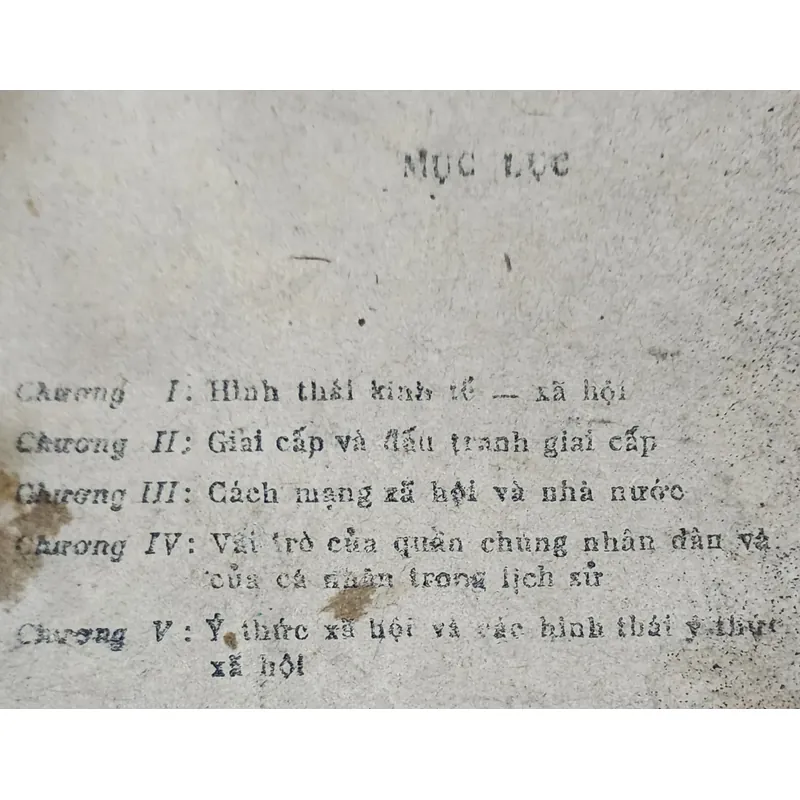 MỤC LỤC
Chương I: Hình thái kinh tế — xã hội
Chương II: Giai cấp và đấu tranh giai cấp
Chương III: Cách mạng xã hội và nhà nước
Chương IV: Vai trò của quần chúng nhân dân và
của cá nhân trong lịch sử
Chương V: Ý thức xã hội và các hình thái ý thức
xã hội